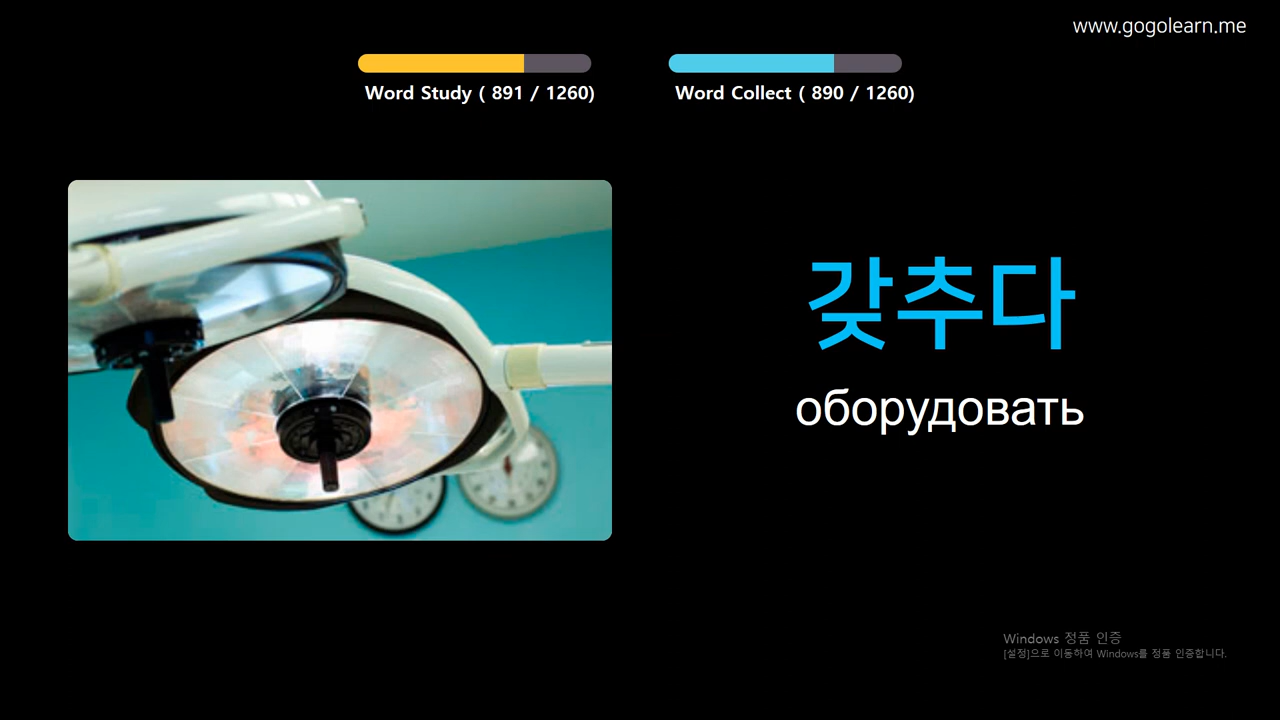 www.gogolearn.me
Word Study ( 891 / 1260)
Word Collect ( 890 / 1260)
갖추다
оборудовать
Windows 정품 인증
[설정]으로 이동하여 Windows를 정품 인증합니다.